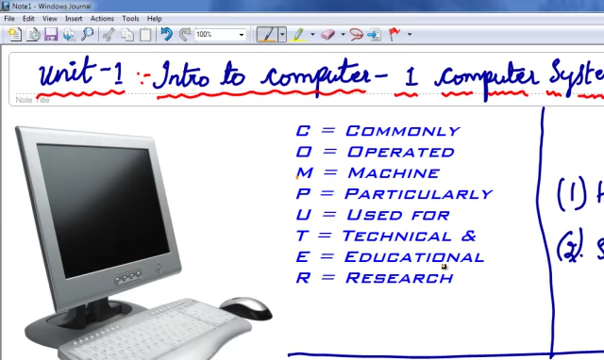 Note1 - Windows Journal
File Edit View Insert Actions Tools Help
100%
Unit-1 :- Intro to computer - 1 Computer Syste
Note Title
C = COMMONLY
O = OPERATED
M = MACHINE
P = PARTICULARLY
U = USED FOR
T = TECHNICAL &
E = EDUCATIONAL
R = RESEARCH
(1) H
(2). S